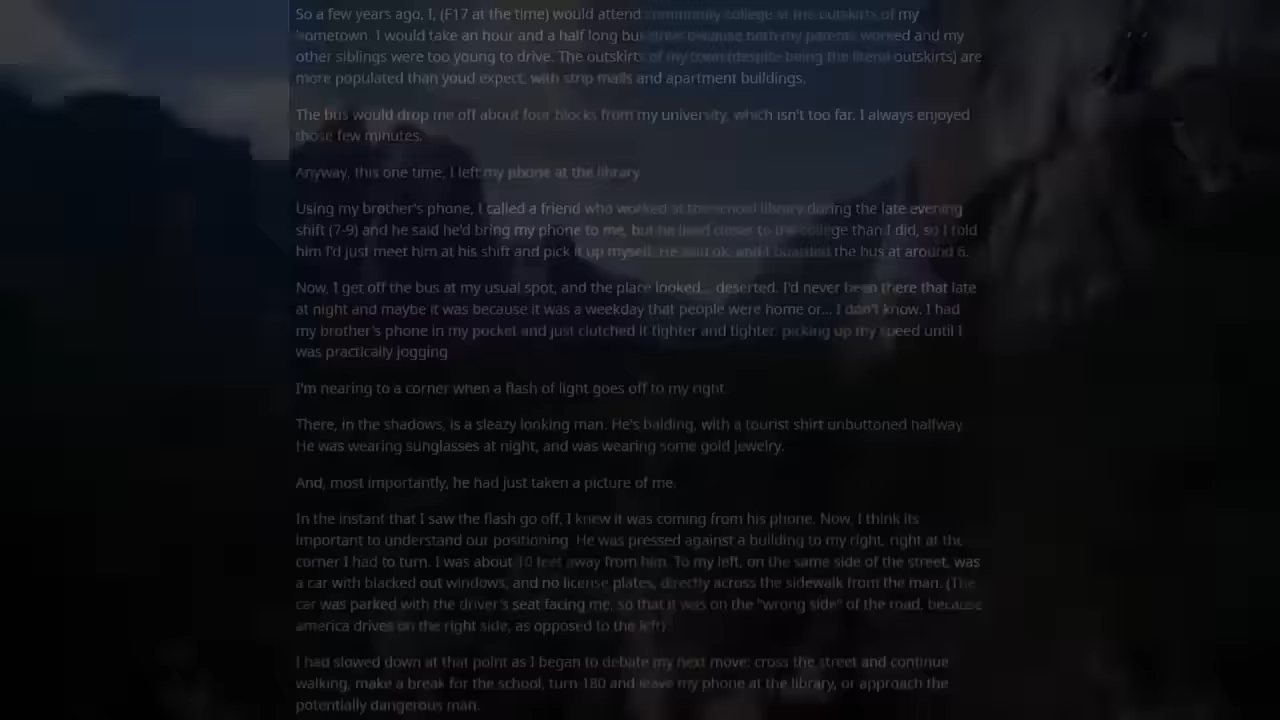 So a few years ago, I, (F17 at the time) would attend community college at the outskirts of my
hometown. I would take an hour and a half long bus drive because both my parents worked and my
other siblings were too young to drive. The outskirts of my town (despite being the literal outskirts) are
more populated than youd expect, with strip malls and apartment buildings.
The bus would drop me off about four blocks from my university, which isn't too far. I always enjoyed
those few minutes.
Anyway, this one time, I left my phone at the library.
Using my brother's phone, I called a friend who worked at the school library during the late evening
shift (7-9) and he said he'd bring my phone to me, but he lived closer to the college than I did, so I told
him I'd just meet him at his shift and pick it up myself. He said ok, and I boarded the bus at around 6.
Now, I get off the bus at my usual spot, and the place looked... deserted. I'd never been there that late
at night and maybe it was because it was a weekday that people were home or... I don't know. I had
my brother's phone in my pocket and just clutched it tighter and tighter, picking up my speed until I
was practically jogging
I'm nearing to a corner when a flash of light goes off to my right.
There, in the shadows, is a sleazy looking man. He's balding, with a tourist shirt unbuttoned halfway.
He was wearing sunglasses at night, and was wearing some gold jewelry.
And, most importantly, he had just taken a picture of me.
In the instant that I saw the flash go off, I knew it was coming from his phone. Now, I think its
important to understand our positioning. He was pressed against a building to my right, right at the
corner I had to turn. I was about 10 feet away from him. To my left, on the same side of the street, was
a car with blacked out windows, and no license plates, directly across the sidewalk from the man. (The
car was parked with the driver's seat facing me, so that it was on the "wrong side" of the road, because
america drives on the right side, as opposed to the left)
I had slowed down at that point as I began to debate my next move: cross the street and continue
walking, make a break for the school, turn 180 and leave my phone at the library, or approach the
potentially dangerous man.